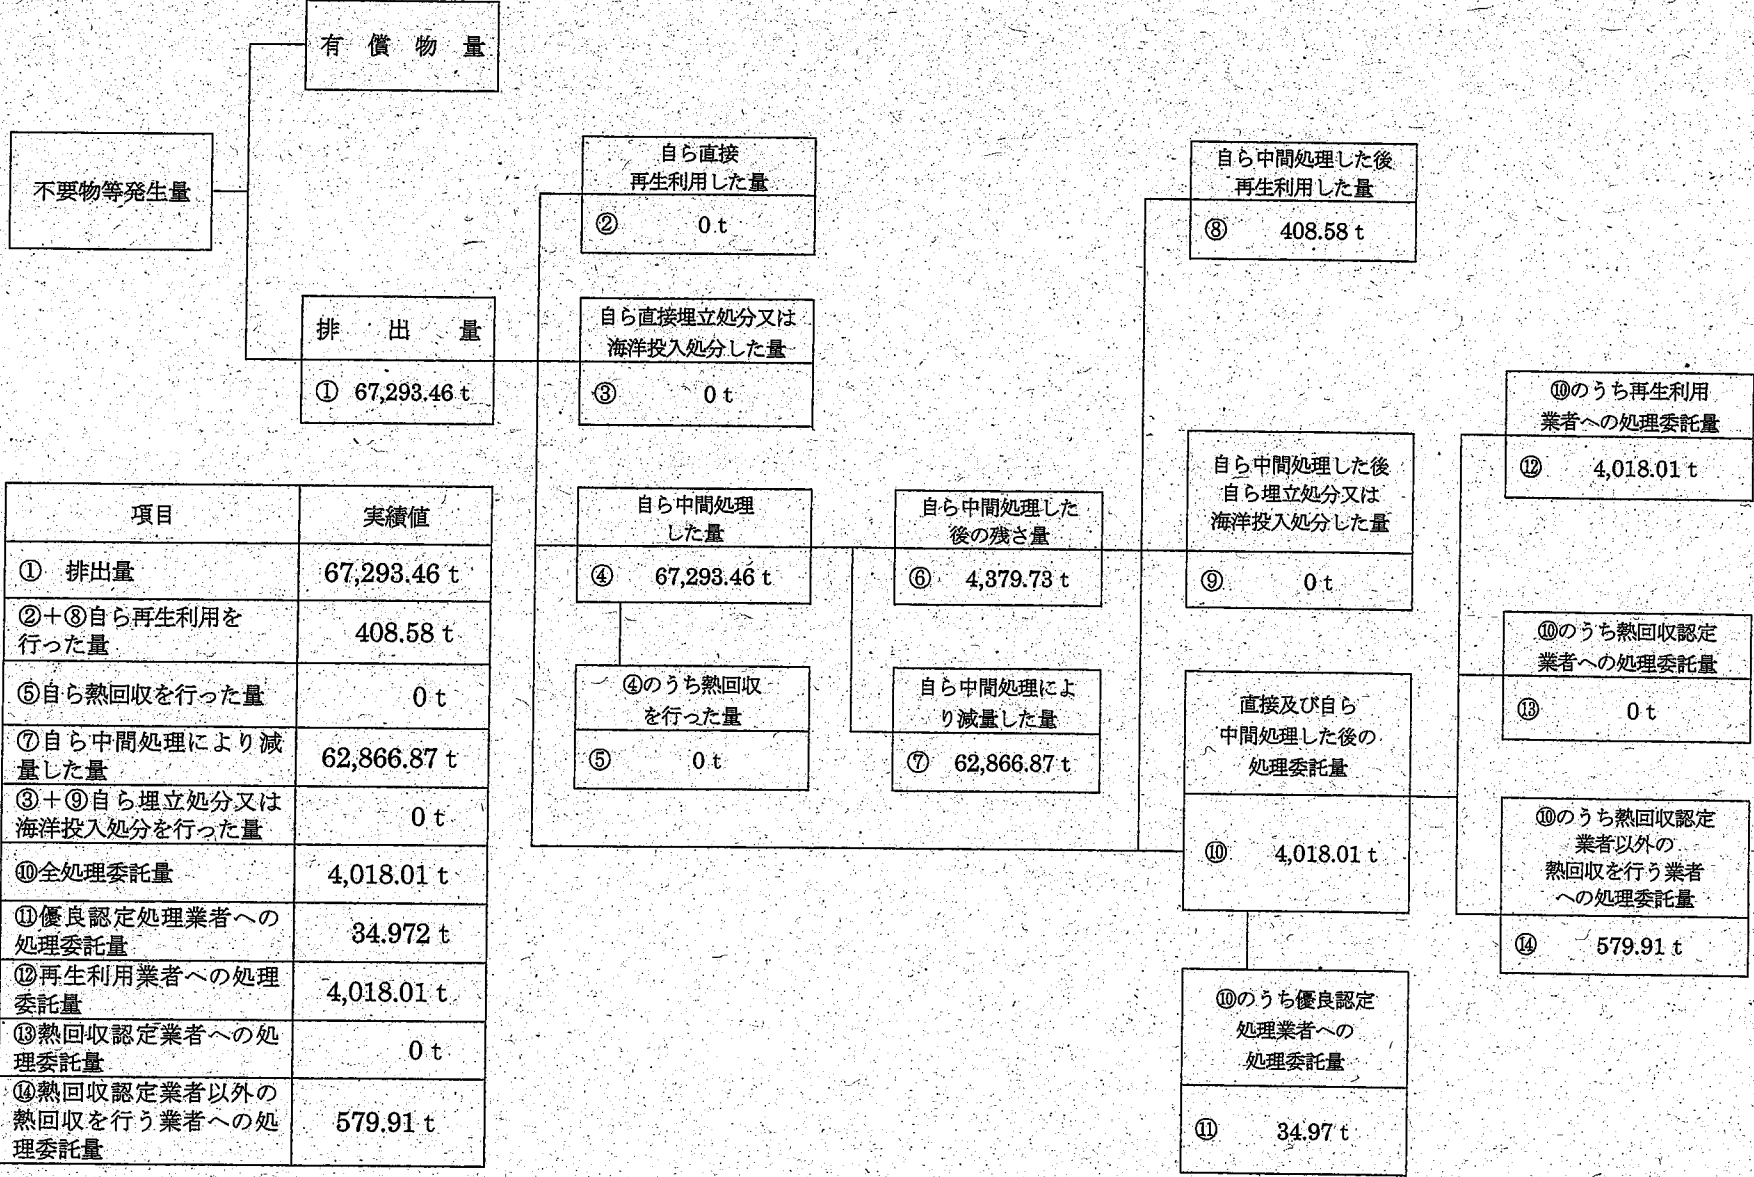 有償物量
不要物等発生量
排出量
① 67,293.46 t
自ら直接
再生利用した量
② 0 t
自ら直接埋立処分又は
海洋投入処分した量
③ 0 t
自ら中間処理
した量
④ 67,293.46 t
④のうち熱回収
を行った量
⑤ 0 t
自ら中間処理した
後の残さ量
⑥ 4,379.73 t
自ら中間処理によ
り減量した量
⑦ 62,866.87 t
自ら中間処理した後
再生利用した量
⑧ 408.58 t
自ら中間処理した後
自ら埋立処分又は
海洋投入処分した量
⑨ 0 t
直接及び自ら
中間処理した後の
処理委託量
⑩ 4,018.01 t
⑩のうち優良認定
処理業者への
処理委託量
⑪ 34.97 t
⑩のうち再生利用
業者への処理委託量
⑫ 4,018.01 t
⑩のうち熱回収認定
業者への処理委託量
⑬ 0 t
⑩のうち熱回収認定
業者以外の
熱回収を行う業者
への処理委託量
⑭ 579.91 t
項目 実績値
① 排出量 67,293.46 t
②+⑧自ら再生利用を
行った量 408.58 t
⑤自ら熱回収を行った量 0 t
⑦自ら中間処理により減
量した量 62,866.87 t
③+⑨自ら埋立処分又は
海洋投入処分を行った量 0 t
⑩全処理委託量 4,018.01 t
⑪優良認定処理業者への
処理委託量 34.972 t
⑫再生利用業者への処理
委託量 4,018.01 t
⑬熱回収認定業者への処
理委託量 0 t
⑭熱回収認定業者以外の
熱回収を行う業者への処
理委託量 579.91 t